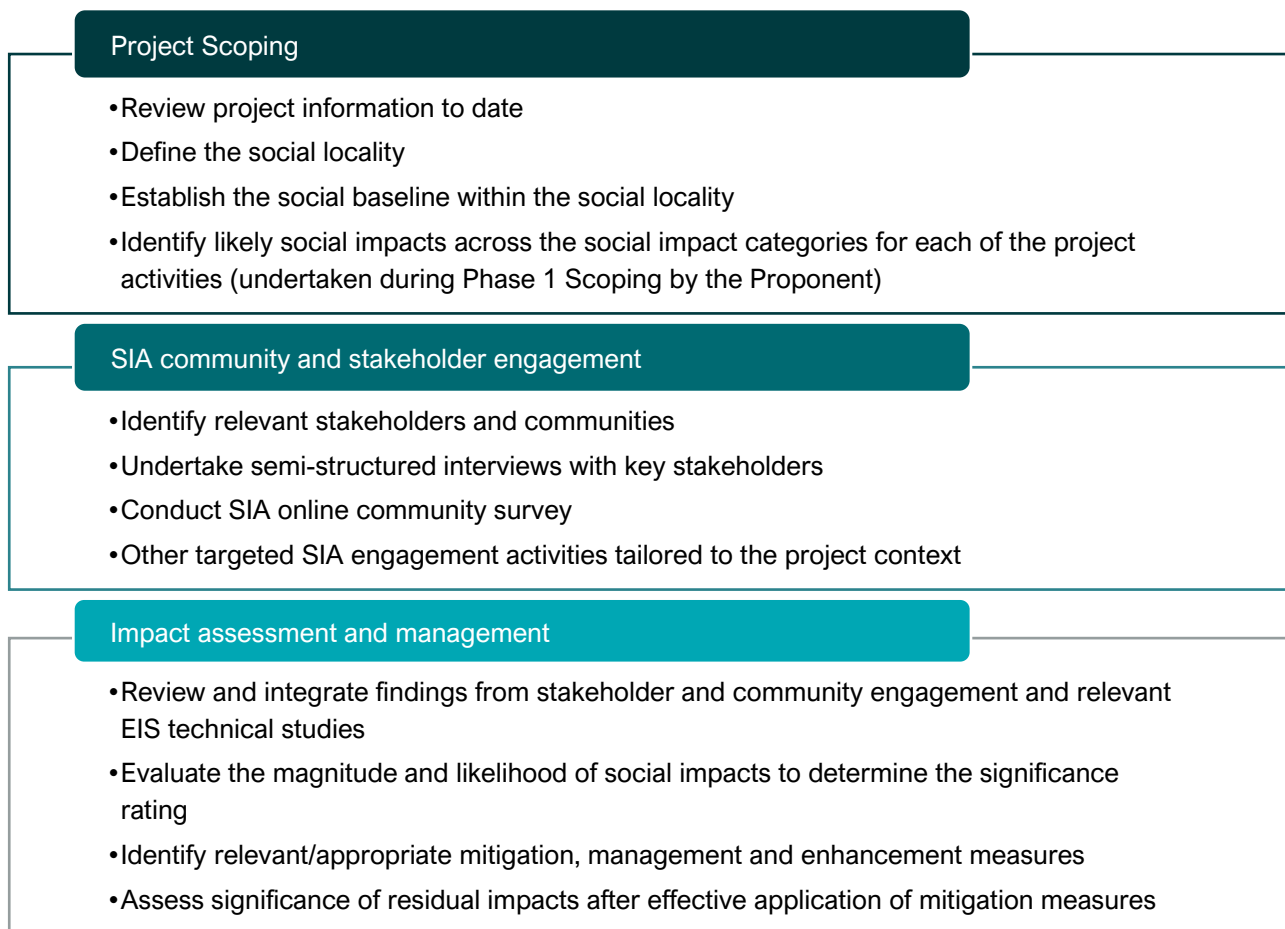 Project Scoping
•Review project information to date
•Define the social locality
•Establish the social baseline within the social locality
•Identify likely social impacts across the social impact categories for each of the project
activities (undertaken during Phase 1 Scoping by the Proponent)
SIA community and stakeholder engagement
•Identify relevant stakeholders and communities
•Undertake semi-structured interviews with key stakeholders
•Conduct SIA online community survey
•Other targeted SIA engagement activities tailored to the project context
Impact assessment and management
•Review and integrate findings from stakeholder and community engagement and relevant
EIS technical studies
•Evaluate the magnitude and likelihood of social impacts to determine the significance
rating
•Identify relevant/appropriate mitigation, management and enhancement measures
•Assess significance of residual impacts after effective application of mitigation measures